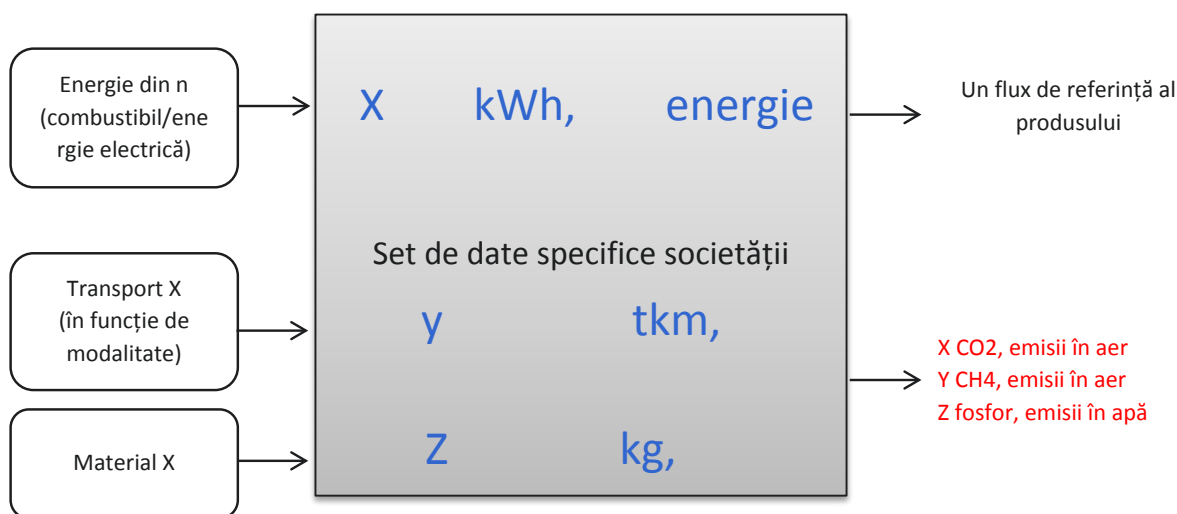 Energie din n
(combustibil/ene
rgie electrică)
X kWh, energie
Un flux de referință al
produsului
Set de date specifice societății
Transport X
(în funcție de
modalitate)
y tkm,
X CO2, emisii în aer
Y CH4, emisii în aer
Z fosfor, emisii în apă
Material X
Z kg,